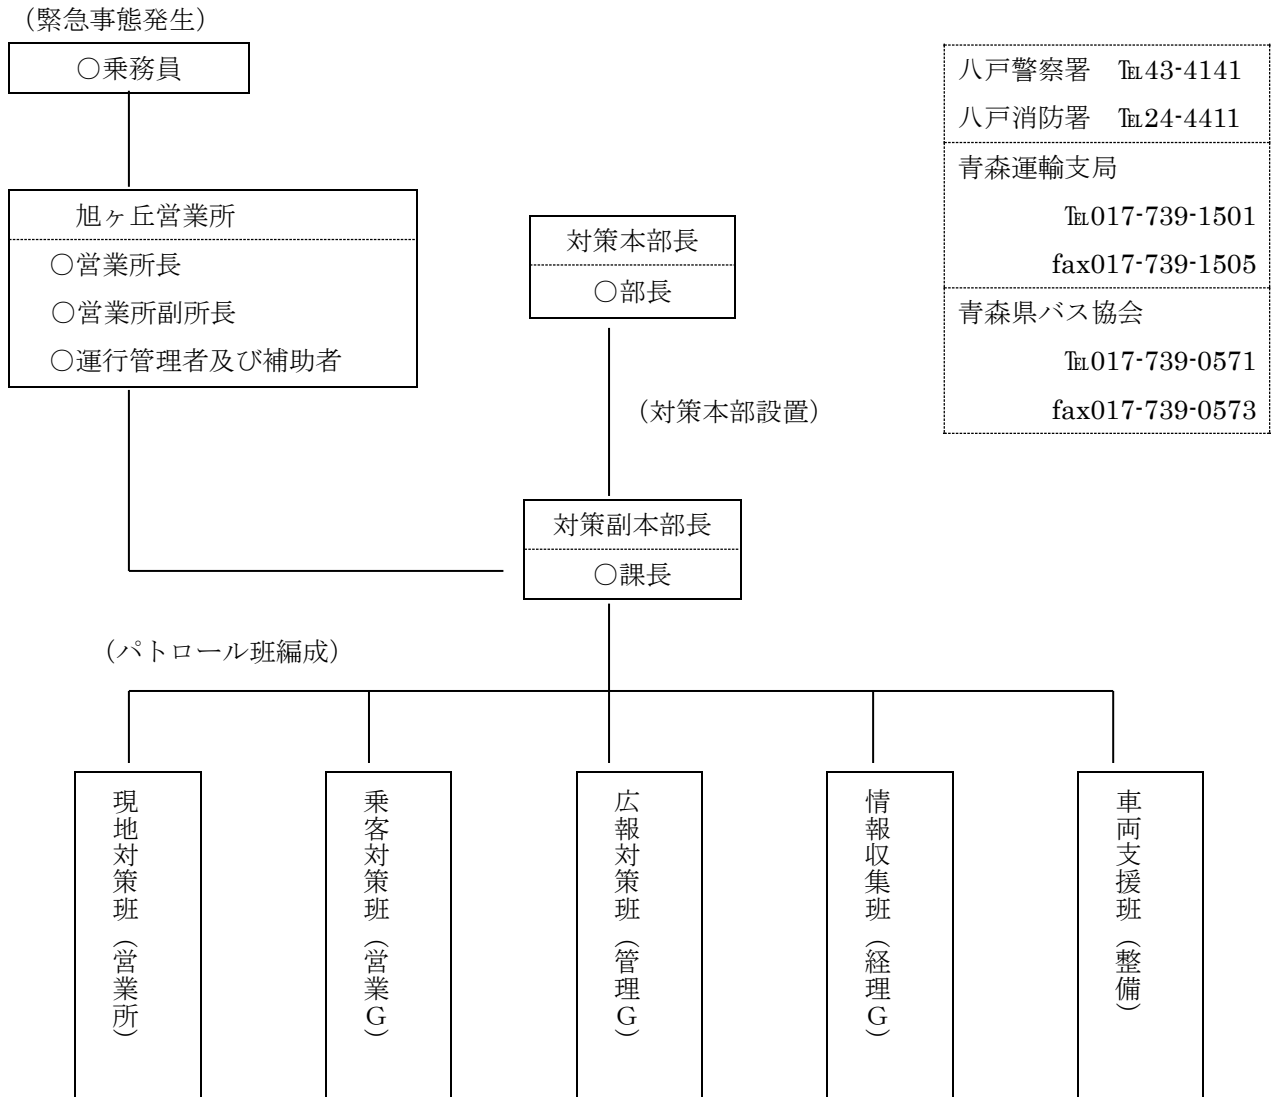 （緊急事態発生）
○乗務員
旭ヶ丘営業所
○営業所長
○営業所副所長
○運行管理者及び補助者
対策本部長
○部長
（対策本部設置）
八戸警察署　℡43-4141
八戸消防署　℡24-4411
青森運輸支局
℡017-739-1501
fax017-739-1505
青森県バス協会
℡017-739-0571
fax017-739-0573
対策副本部長
○課長
（パトロール班編成）
現地対策班（営業所）
乗客対策班（営業G）
広報対策班（管理G）
情報収集班（経理G）
車両支援班（整備）